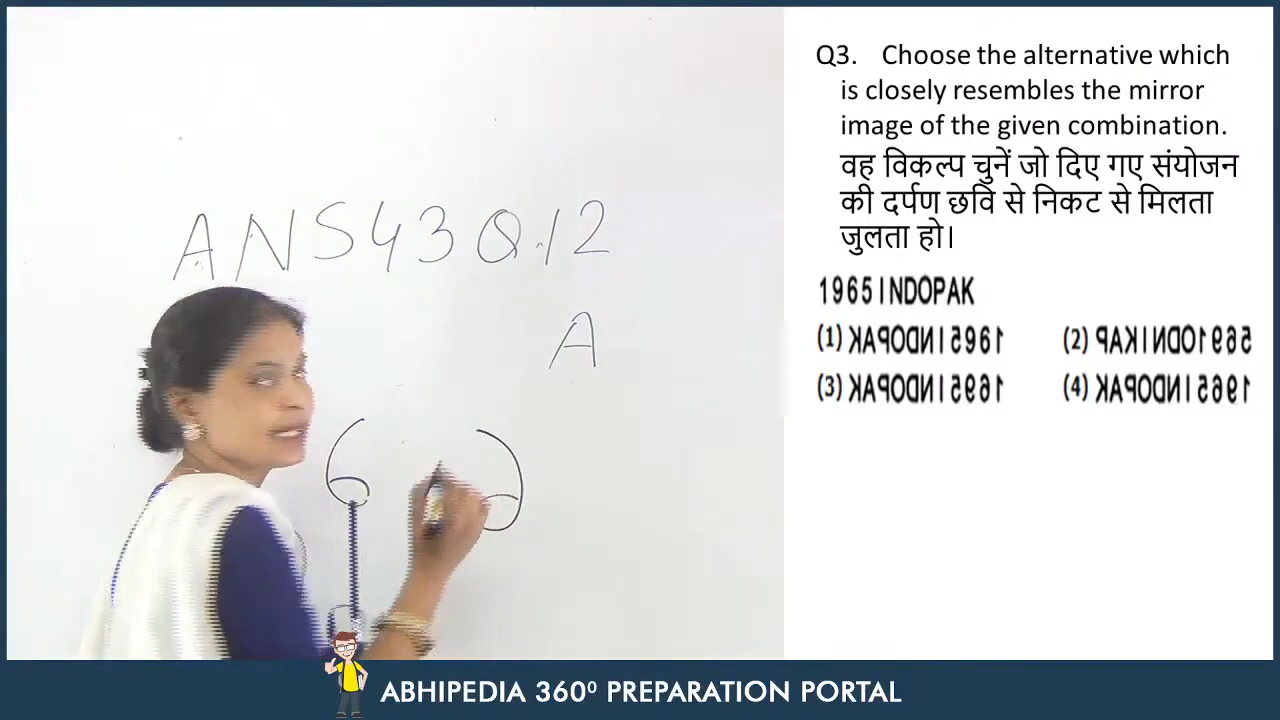 ANS43Q12
A
Q3. Choose the alternative which
is closely resembles the mirror
image of the given combination.
वह विकल्प चुनें जो दिए गए संयोजन
की दर्पण छवि से निकट से मिलता
जुलता हो।
1965INDOPAK
(1) (2)
(3) (4)
ABHIPEDIA 360⁰ PREPARATION PORTAL